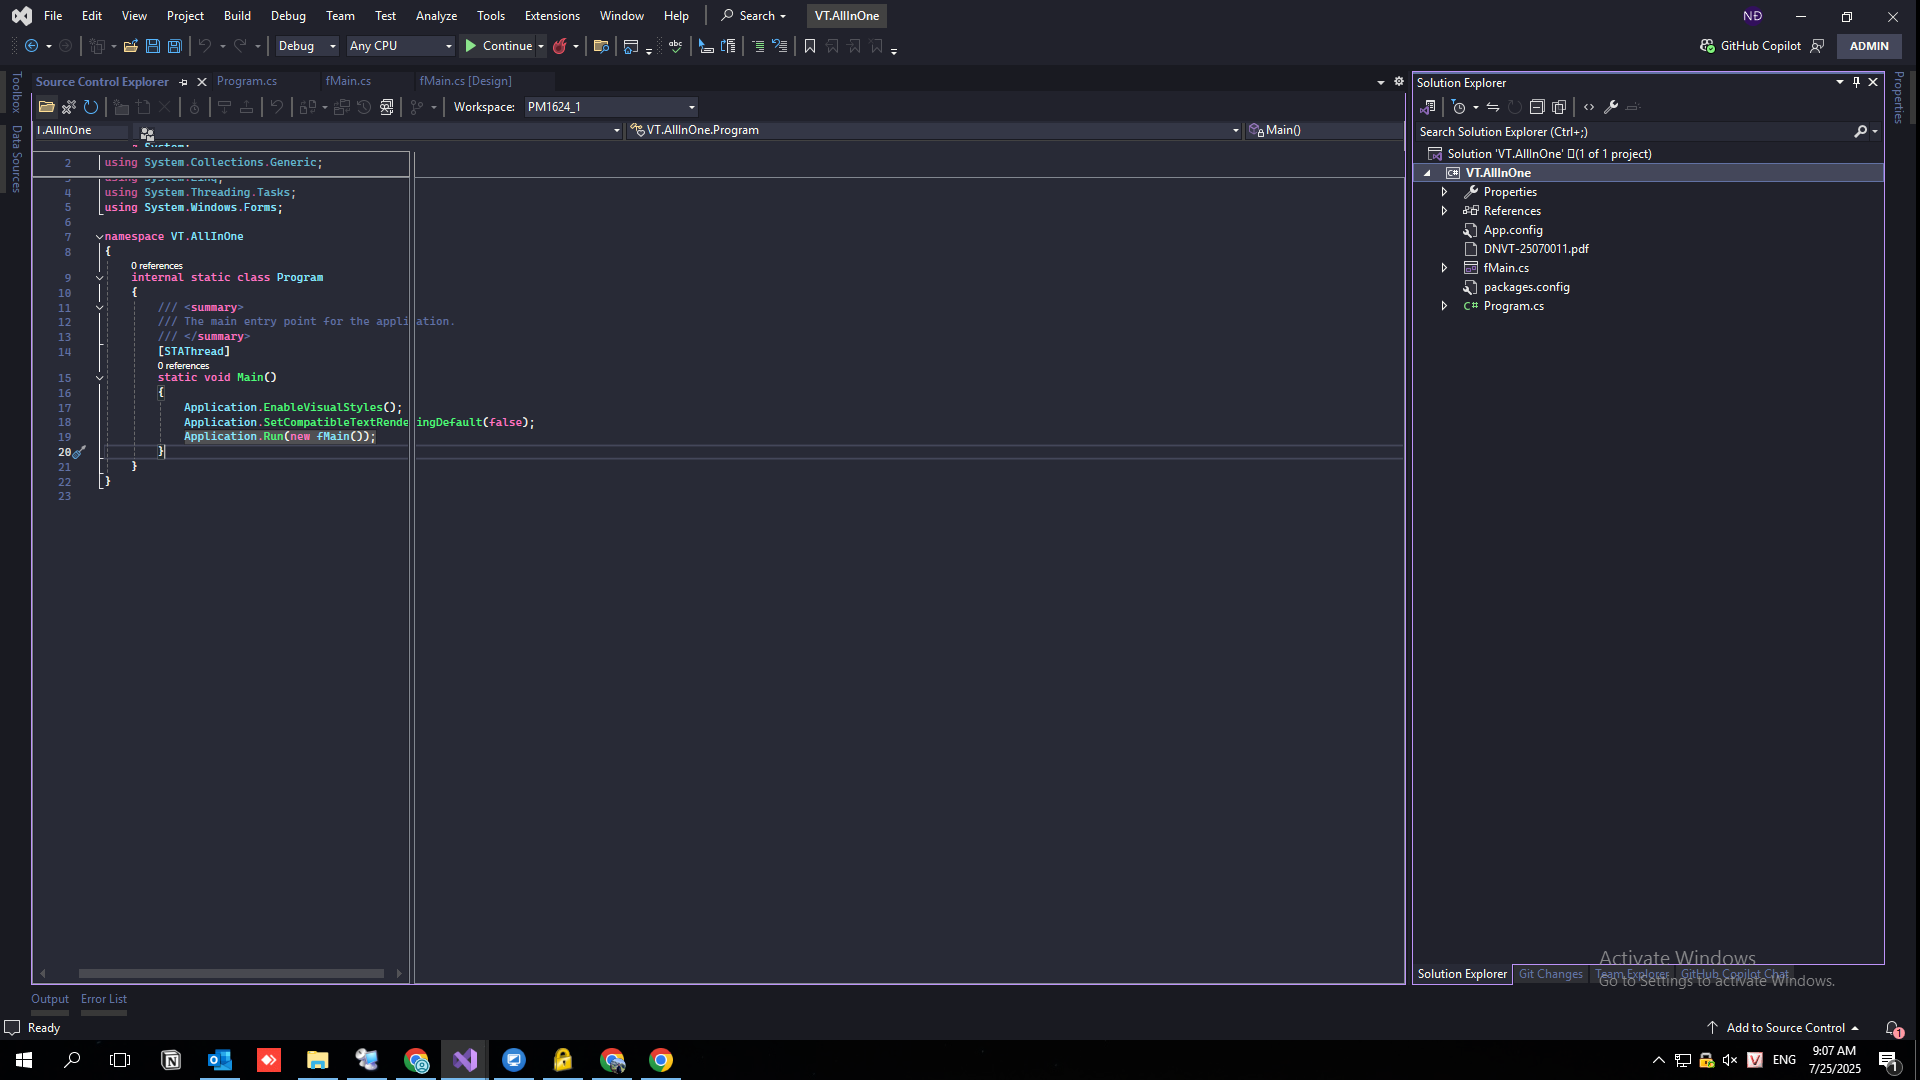 File Edit View Project Build Debug Team Test Analyze Tools Extensions Window Help Search VT.AllInOne NĐ
Debug Any CPU Continue GitHub Copilot ADMIN
Toolbox
Data Sources
Source Control Explorer Program.cs fMain.cs fMain.cs [Design]
Workspace: PM1624_1
T.AllInOne VT.AllInOne.Program Main()
2 using System.Collections.Generic;
4 using System.Threading.Tasks;
5 using System.Windows.Forms;
6
7 namespace VT.AllInOne
8 {
0 references
9 internal static class Program
10 {
11 /// <summary>
12 /// The main entry point for the application.
13 /// </summary>
14 [STAThread]
0 references
15 static void Main()
16 {
17 Application.EnableVisualStyles();
18 Application.SetCompatibleTextRenderingDefault(false);
19 Application.Run(new fMain());
20 }
21 }
22 }
23
Solution Explorer
Search Solution Explorer (Ctrl+;)
Solution 'VT.AllInOne' (1 of 1 project)
VT.AllInOne
Properties
References
App.config
DNVT-25070011.pdf
fMain.cs
packages.config
Program.cs
Properties
Activate Windows
Go to Settings to activate Windows.
Solution Explorer Git Changes Team Explorer GitHub Copilot Chat
Output Error List
Ready Add to Source Control 1
ENG 9:07 AM
7/25/2025 1